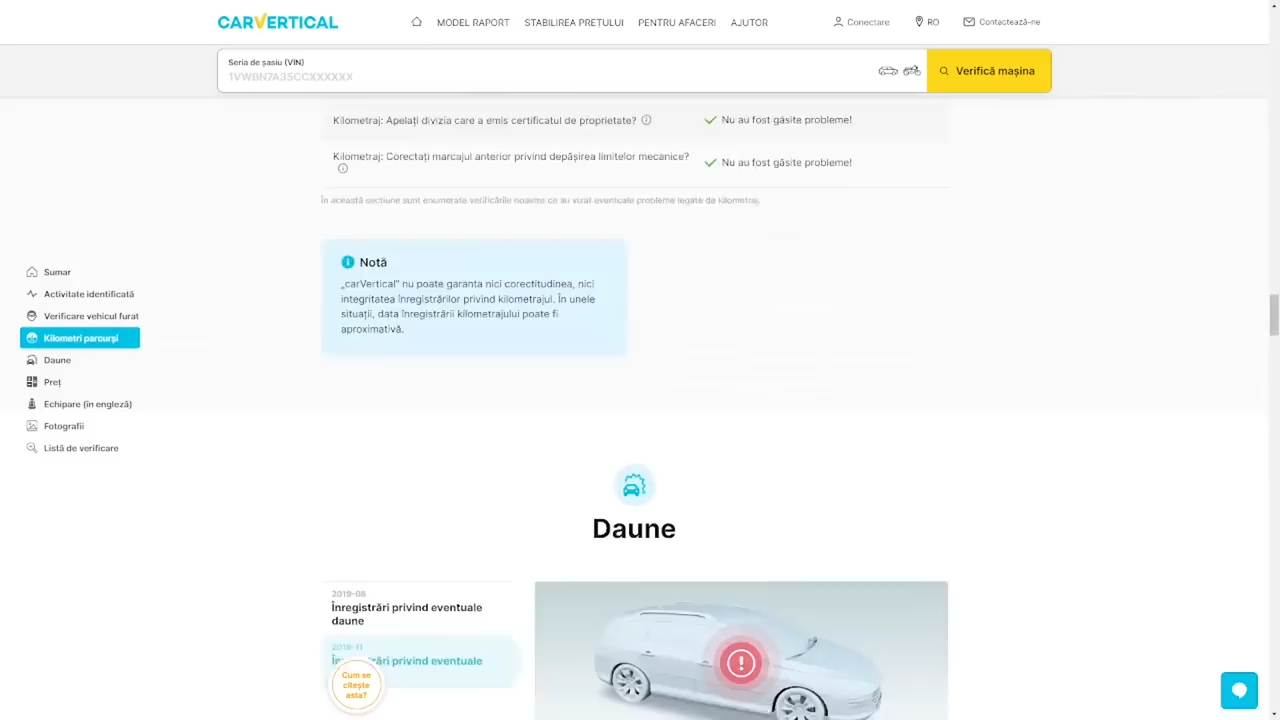 CARVERTICAL
MODEL RAPORT
STABILIREA PREȚULUI
PENTRU AFACERI
AJUTOR
Conectare
RO
Contactează-ne
Seria de șasiu (VIN)
1VWBN7A35CCXXXXXX
Verifică mașina
Kilometraj: Apelați divizia care a emis certificatul de proprietate?
Nu au fost găsite probleme!
Kilometraj: Corectați marcajul anterior privind depășirea limitelor mecanice?
Nu au fost găsite probleme!
În această secțiune sunt enumerate verificările noastre ce au vizat eventuale probleme legate de kilometraj.
Notă
„carVertical” nu poate garanta nici corectitudinea, nici
integritatea înregistrărilor privind kilometrajul. În unele
situații, data înregistrării kilometrajului poate fi
aproximativă.
Sumar
Activitate identificată
Verificare vehicul furat
Kilometri parcurși
Daune
Preț
Echipare (în engleză)
Fotografii
Listă de verificare
Daune
2019-08
Înregistrări privind eventuale
daune
2019-11
privind eventuale
Cum se
citește
asta?